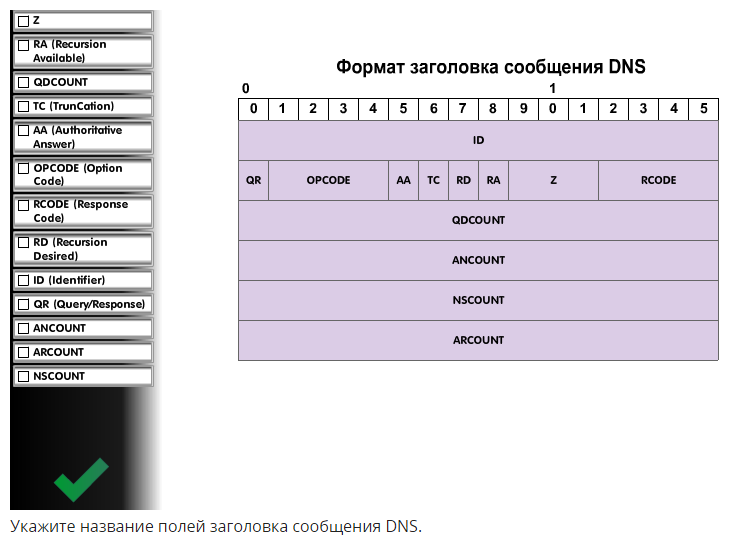 Z
RA (Recursion
Available)
QDCOUNT
TC (TrunCation)
AA (Authoritative
Answer)
OPCODE (Option
Code)
RCODE (Response
Code)
RD (Recursion
Desired)
ID (Identifier)
QR (Query/Response)
ANCOUNT
ARCOUNT
NSCOUNT
Формат заголовка сообщения DNS
0 1
0 1 2 3 4 5 6 7 8 9 0 1 2 3 4 5
ID
QR OPCODE AA TC RD RA Z RCODE
QDCOUNT
ANCOUNT
NSCOUNT
ARCOUNT
Укажите название полей заголовка сообщения DNS.